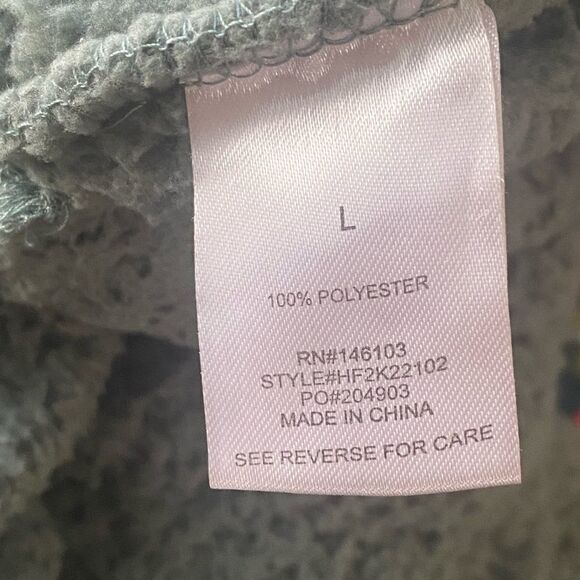 L
100% POLYESTER
RN#146103
STYLE#HF2K22102
PO#204903
MADE IN CHINA
SEE REVERSE FOR CARE